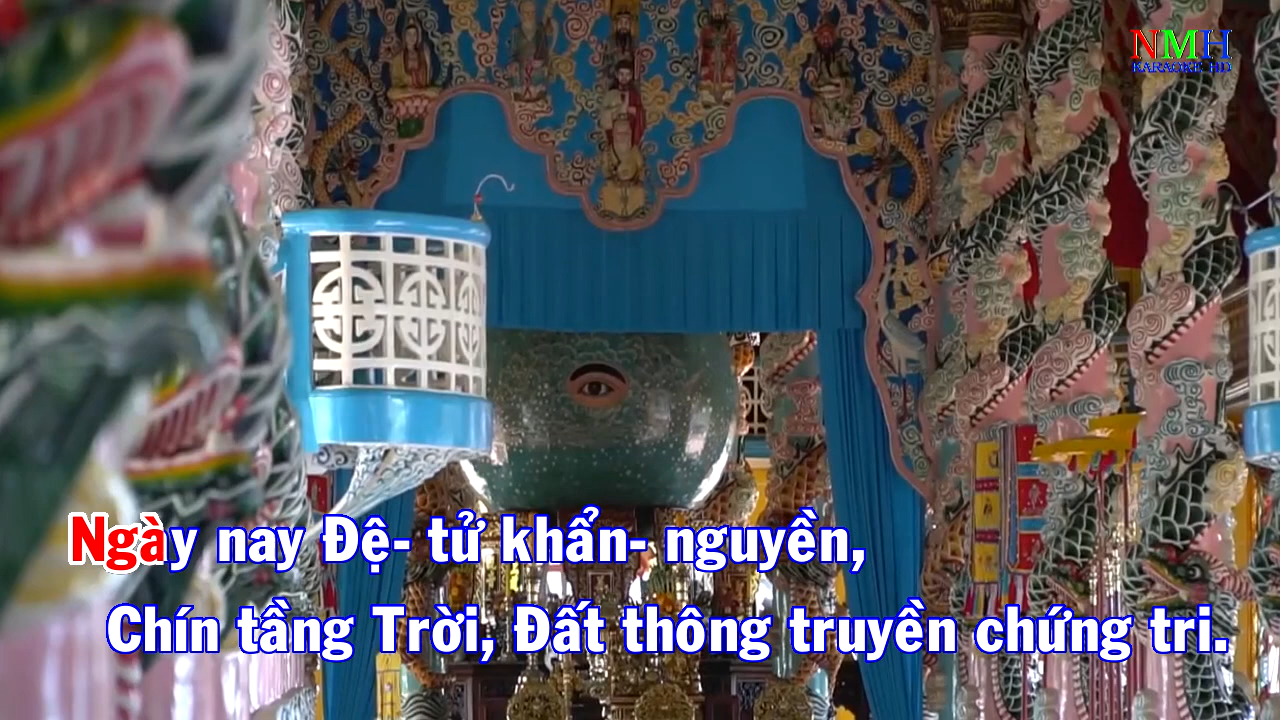 NMH
KARAOKE HD
Ngày nay Đệ- tử khẩn- nguyền,
Chín tầng Trời, Đất thông truyền chứng tri.